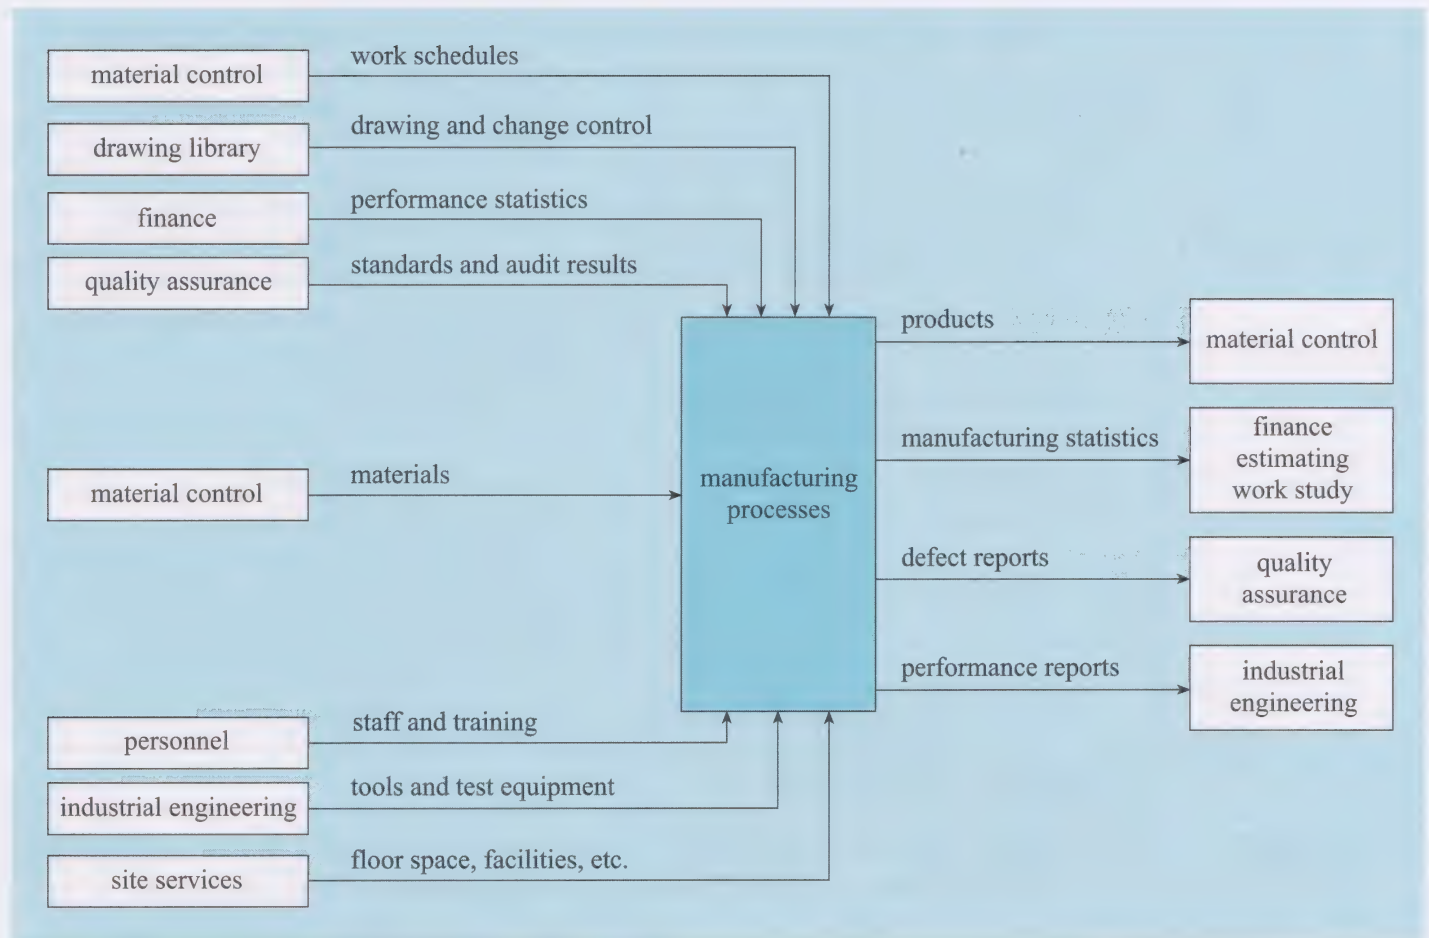 work schedules
material control
drawing and change control
drawing library
performance statistics
finance
standards and audit results
quality assurance
materials
material control
staff and training
personnel
tools and test equipment
industrial engineering
floor space, facilities, etc.
site services
manufacturing
processes
products
material control
manufacturing statistics
finance
estimating
work study
defect reports
quality
assurance
performance reports
industrial
engineering